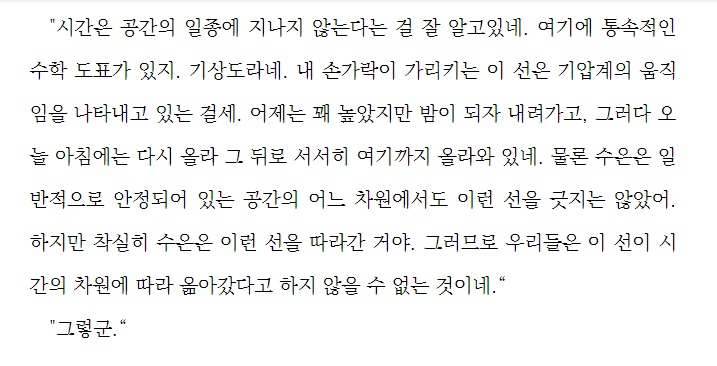 "시간은 공간의 일종에 지나지 않는다는 걸 잘 알고있네. 여기에 통속적인
수학 도표가 있지. 기상도라네. 내 손가락이 가리키는 이 선은 기압계의 움직
임을 나타내고 있는 걸세. 어제는 꽤 높았지만 밤이 되자 내려가고, 그러다 오
늘 아침에는 다시 올라 그 뒤로 서서히 여기까지 올라와 있네. 물론 수은은 일
반적으로 안정되어 있는 공간의 어느 차원에서도 이런 선을 긋지는 않았어.
하지만 착실히 수은은 이런 선을 따라간 거야. 그러므로 우리들은 이 선이 시
간의 차원에 따라 옮아갔다고 하지 않을 수 없는 것이네.“
"그렇군.“